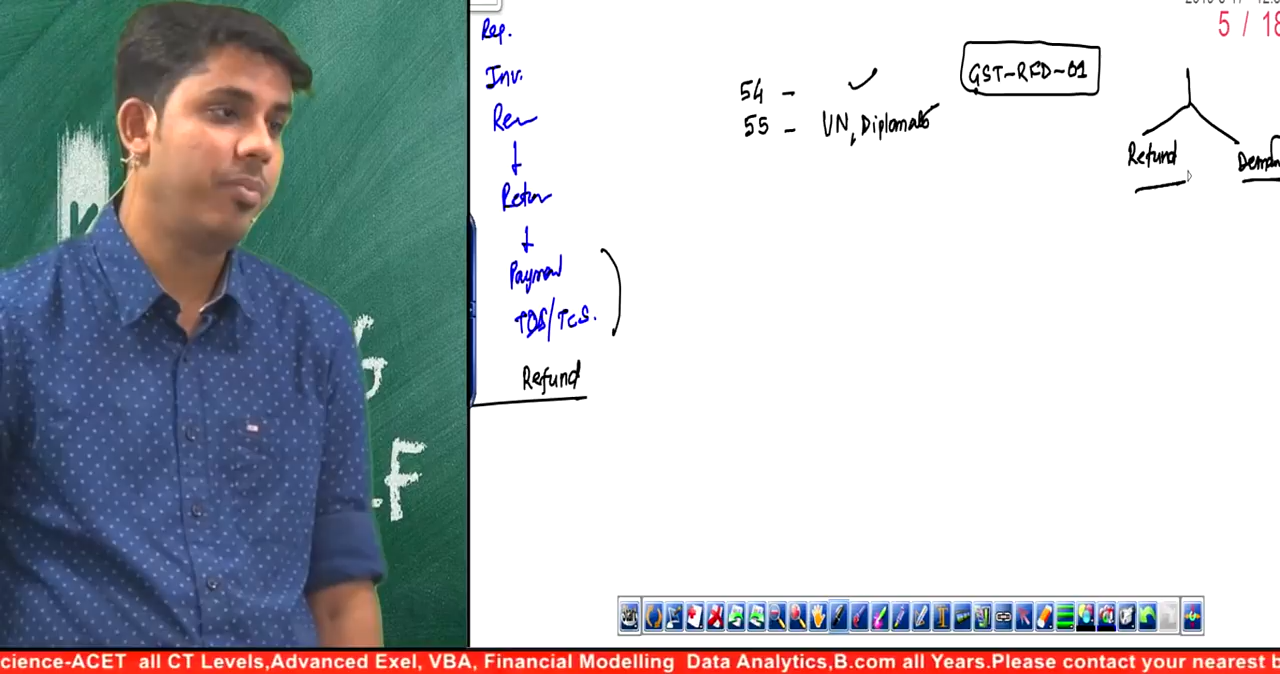 5 / 18
Reg.
Inv.
Ren
Return
Payment
TDS/TCS.
Refund
54 - ✓
55 - UN, Diplomats
GST-RFD-01
Refund
K
F
cience-ACET all CT Levels,Advanced Exel, VBA, Financial Modelling Data Analytics,B.com all Years.Please contact your nearest b